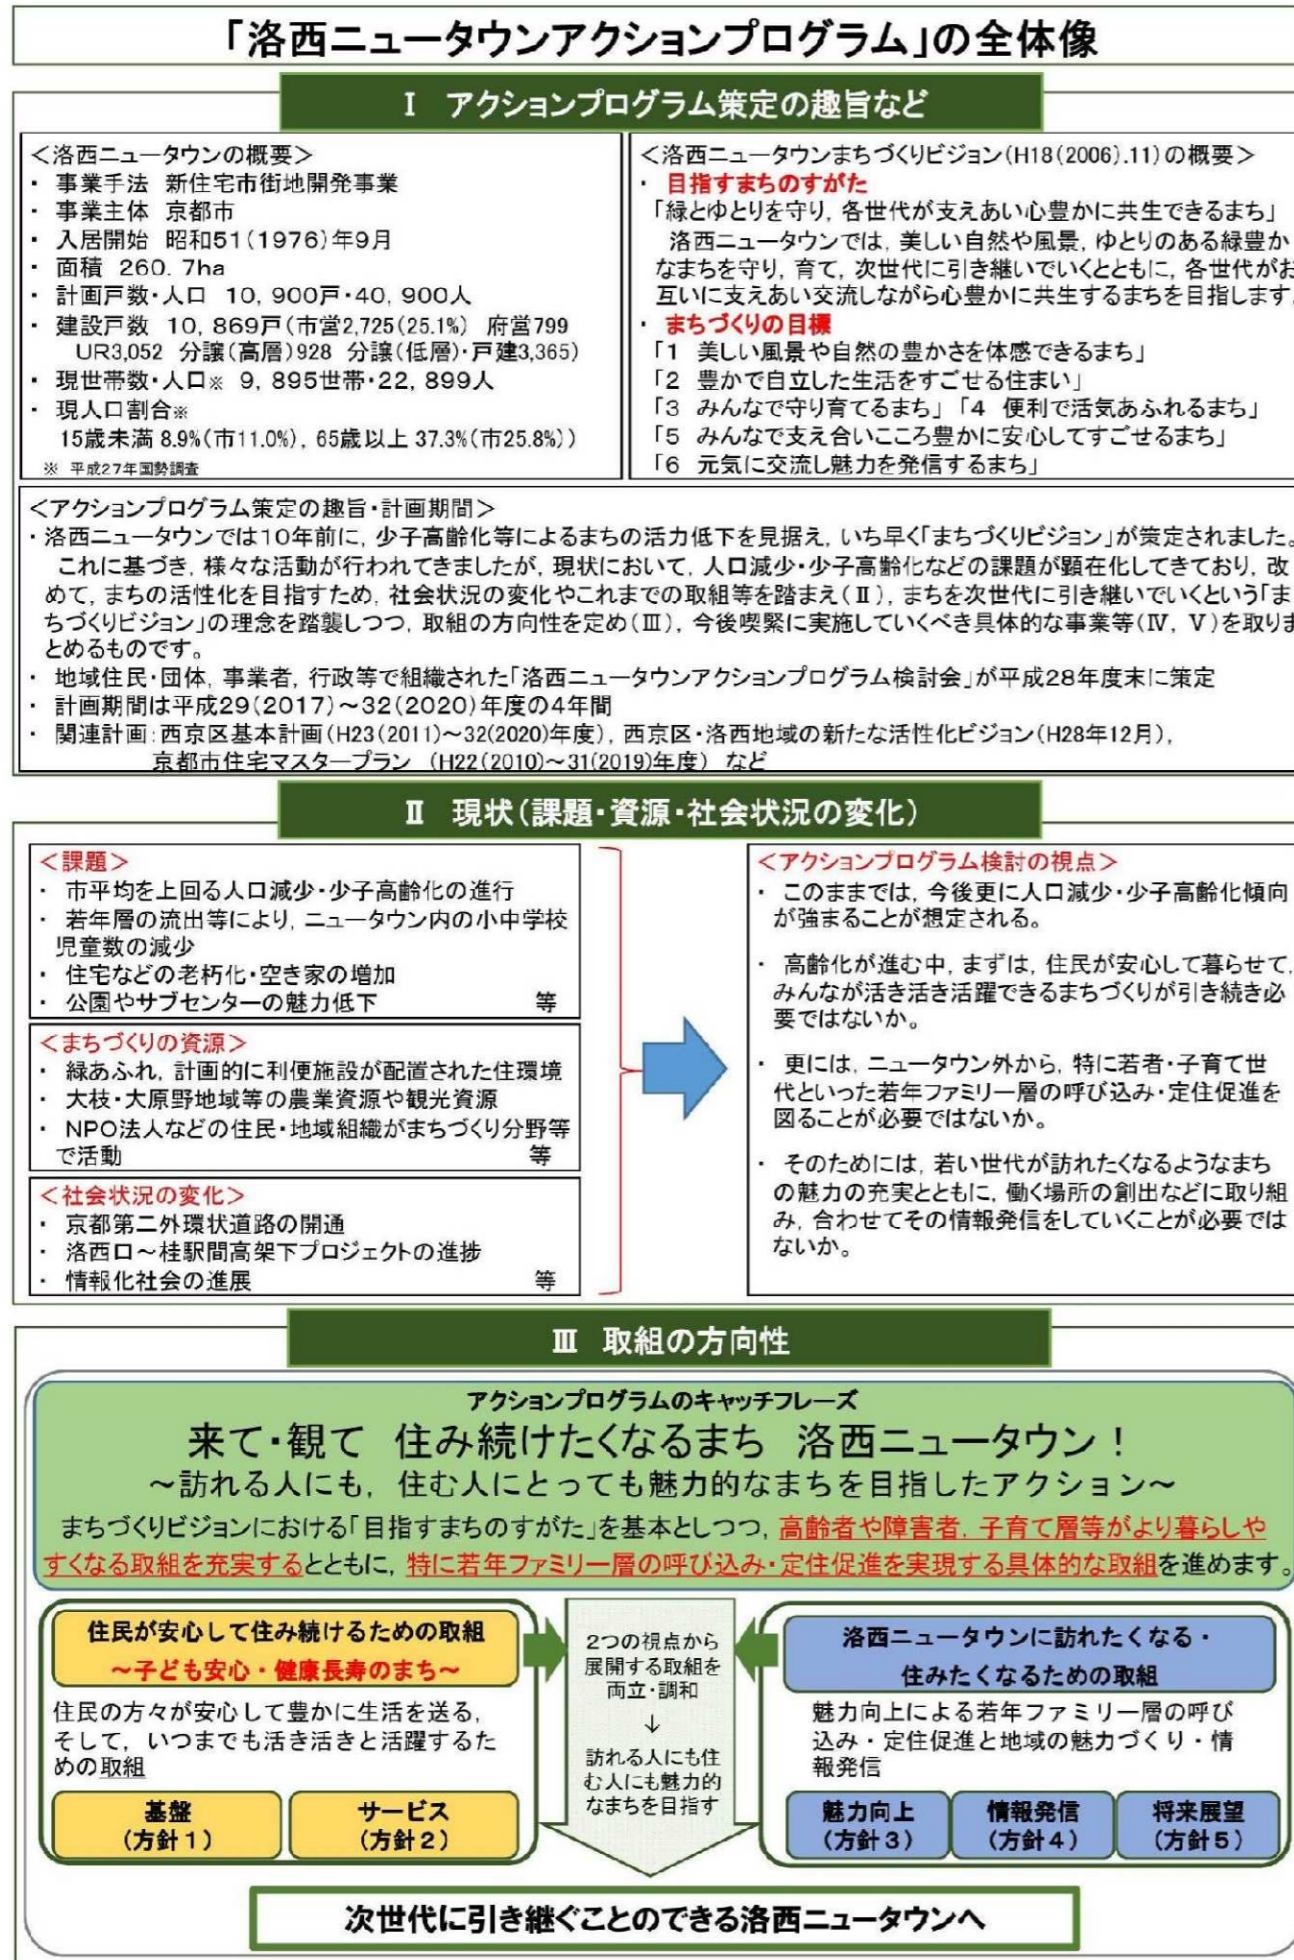 「洛西ニュータウンアクションプログラム」の全体像
Ⅰ　アクションプログラム策定の趣旨など
＜洛西ニュータウンの概要＞
・ 事業手法　新住宅市街地開発事業
・ 事業主体　京都市
・ 入居開始　昭和51(1976)年9月
・ 面積　260．7ha
・ 計画戸数・人口　10，900戸・40，900人
・ 建設戸数　10，869戸(市営2,725(25.1%)　府営799
UR3,052　分譲(高層)928　分譲(低層)・戸建3,365)
・ 現世帯数・人口※　9，895世帯・22，899人
・ 現人口割合※
15歳未満 8.9%(市11.0%)，65歳以上 37.3%(市25.8%))
※　平成27年国勢調査
＜洛西ニュータウンまちづくりビジョン(H18(2006).11)の概要＞
・ 目指すまちのすがた
「緑とゆとりを守り，各世代が支えあい心豊かに共生できるまち」
洛西ニュータウンでは，美しい自然や風景，ゆとりのある緑豊か
なまちを守り，育て，次世代に引き継いでいくとともに，各世代がお
互いに支えあい交流しながら心豊かに共生するまちを目指します。
・ まちづくりの目標
「1　美しい風景や自然の豊かさを体感できるまち」
「2　豊かで自立した生活をすごせる住まい」
「3　みんなで守り育てるまち」「4　便利で活気あふれるまち」
「5　みんなで支え合いこころ豊かに安心してすごせるまち」
「6　元気に交流し魅力を発信するまち」
＜アクションプログラム策定の趣旨・計画期間＞
・洛西ニュータウンでは10年前に，少子高齢化等によるまちの活力低下を見据え，いち早く「まちづくりビジョン」が策定されました。
これに基づき，様々な活動が行われてきましたが，現状において，人口減少・少子高齢化などの課題が顕在化してきており，改
めて，まちの活性化を目指すため，社会状況の変化やこれまでの取組等を踏まえ(Ⅱ)，まちを次世代に引き継いでいくという「ま
ちづくりビジョン」の理念を踏襲しつつ，取組の方向性を定め(Ⅲ)，今後喫緊に実施していくべき具体的な事業等(Ⅳ，Ⅴ)を取りま
とめるものです。
・ 地域住民・団体，事業者，行政等で組織された「洛西ニュータウンアクションプログラム検討会」が平成28年度末に策定
・ 計画期間は平成29(2017)～32(2020)年度の4年間
・ 関連計画：西京区基本計画(H23(2011)～32(2020)年度)，西京区・洛西地域の新たな活性化ビジョン(H28年12月)，
京都市住宅マスタープラン　(H22(2010)～31(2019)年度)　など
Ⅱ　現状(課題・資源・社会状況の変化)
＜課題＞
・ 市平均を上回る人口減少・少子高齢化の進行
・ 若年層の流出等により，ニュータウン内の小中学校
児童数の減少
・ 住宅などの老朽化・空き家の増加
・ 公園やサブセンターの魅力低下　等
＜まちづくりの資源＞
・ 緑あふれ，計画的に利便施設が配置された住環境
・ 大枝・大原野地域等の農業資源や観光資源
・ NPO法人などの住民・地域組織がまちづくり分野等
で活動　等
＜社会状況の変化＞
・ 京都第二外環状道路の開通
・ 洛西口～桂駅間高架下プロジェクトの進捗
・ 情報化社会の進展　等
＜アクションプログラム検討の視点＞
・ このままでは，今後更に人口減少・少子高齢化傾向
が強まることが想定される。
・ 高齢化が進む中，まずは，住民が安心して暮らせて，
みんなが活き活き活躍できるまちづくりが引き続き必
要ではないか。
・ 更には，ニュータウン外から，特に若者・子育て世
代といった若年ファミリー層の呼び込み・定住促進を
図ることが必要ではないか。
・ そのためには，若い世代が訪れたくなるようなまち
の魅力の充実とともに，働く場所の創出などに取り組
み，合わせてその情報発信をしていくことが必要では
ないか。
Ⅲ　取組の方向性
アクションプログラムのキャッチフレーズ
来て・観て　住み続けたくなるまち　洛西ニュータウン！
～訪れる人にも，住む人にとっても魅力的なまちを目指したアクション～
まちづくりビジョンにおける「目指すまちのすがた」を基本としつつ，高齢者や障害者，子育て層等がより暮らしや
すくなる取組を充実するとともに，特に若年ファミリー層の呼び込み・定住促進を実現する具体的な取組を進めます。
住民が安心して住み続けるための取組
～子ども安心・健康長寿のまち～
住民の方々が安心して豊かに生活を送る，
そして，いつまでも活き活きと活躍するた
めの取組
基盤
(方針１)
サービス
(方針２)
2つの視点から
展開する取組を
両立・調和
↓
訪れる人にも住
む人にも魅力的
なまちを目指す
洛西ニュータウンに訪れたくなる・
住みたくなるための取組
魅力向上による若年ファミリー層の呼び
込み・定住促進と地域の魅力づくり・情
報発信
魅力向上
(方針３)
情報発信
(方針４)
将来展望
(方針５)
次世代に引き継ぐことのできる洛西ニュータウンへ